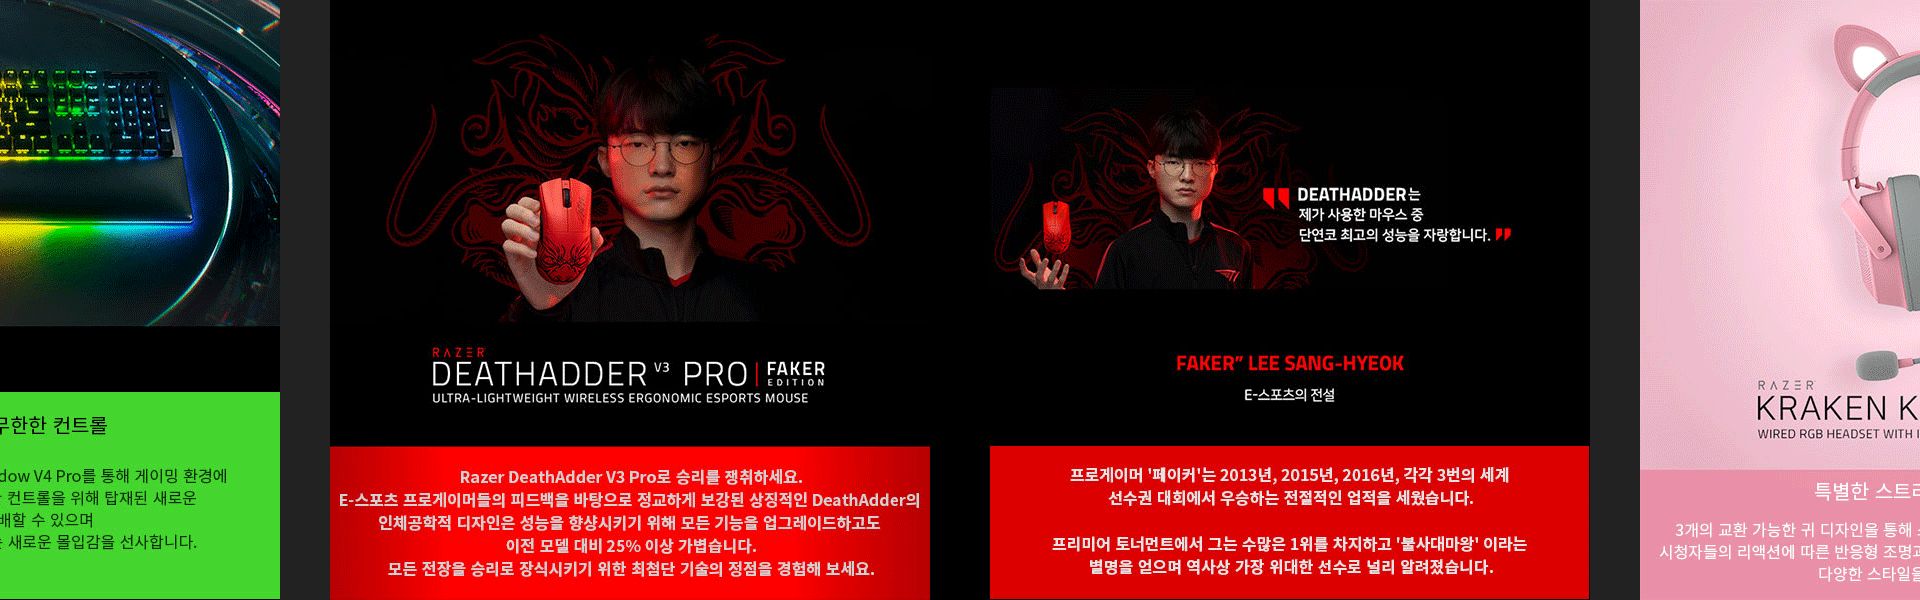 무한한 컨트롤
dow V4 Pro를 통해 게이밍 환경에
컨트롤을 위해 탑재된 새로운
배할 수 있으며
새로운 몰입감을 선사합니다.
RAZER
DEATHADDER V3 PRO | FAKER EDITION
ULTRA-LIGHTWEIGHT WIRELESS ERGONOMIC ESPORTS MOUSE
Razer DeathAdder V3 Pro로 승리를 쟁취하세요.
E-스포츠 프로게이머들의 피드백을 바탕으로 정교하게 보강된 상징적인 DeathAdder의
인체공학적 디자인은 성능을 향상시키기 위해 모든 기능을 업그레이드하고도
이전 모델 대비 25% 이상 가볍습니다.
모든 전장을 승리로 장식시키기 위한 최첨단 기술의 정점을 경험해 보세요.
DEATHADDER는
제가 사용한 마우스 중
단연코 최고의 성능을 자랑합니다.
FAKER” LEE SANG-HYEOK
E-스포츠의 전설
프로게이머 '페이커'는 2013년, 2015년, 2016년, 각각 3번의 세계
선수권 대회에서 우승하는 전절적인 업적을 세웠습니다.
프리미어 토너먼트에서 그는 수많은 1위를 차지하고 '불사대마왕' 이라는
별명을 얻으며 역사상 가장 위대한 선수로 널리 알려졌습니다.
RAZER
KRAKEN K
WIRED RGB HEADSET WITH
특별한 스트리
3개의 교환 가능한 귀 디자인을 통해
시청자들의 리액션에 따른 반응형 조명과
다양한 스타일을